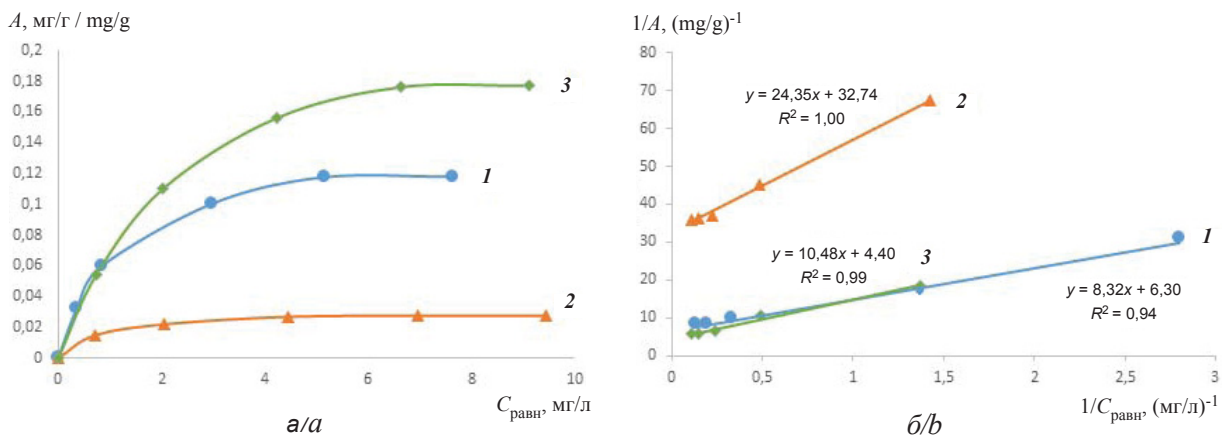 A, мг/г / mg/g
0,2
0,18
0,16
0,14
0,12
0,1
0,08
0,06
0,04
0,02
0
0 2 4 6 8 10
3
1
2
Cравн, мг/л
а/a
1/A, (mg/g)-1
80
70
60
50
40
30
20
10
0
0 0,5 1 1,5 2 2,5 3
y = 24,35x + 32,74
R2 = 1,00
2
y = 10,48x + 4,40
R2 = 0,99
3
1
y = 8,32x + 6,30
R2 = 0,94
1/Cравн, (мг/л)-1
б/b